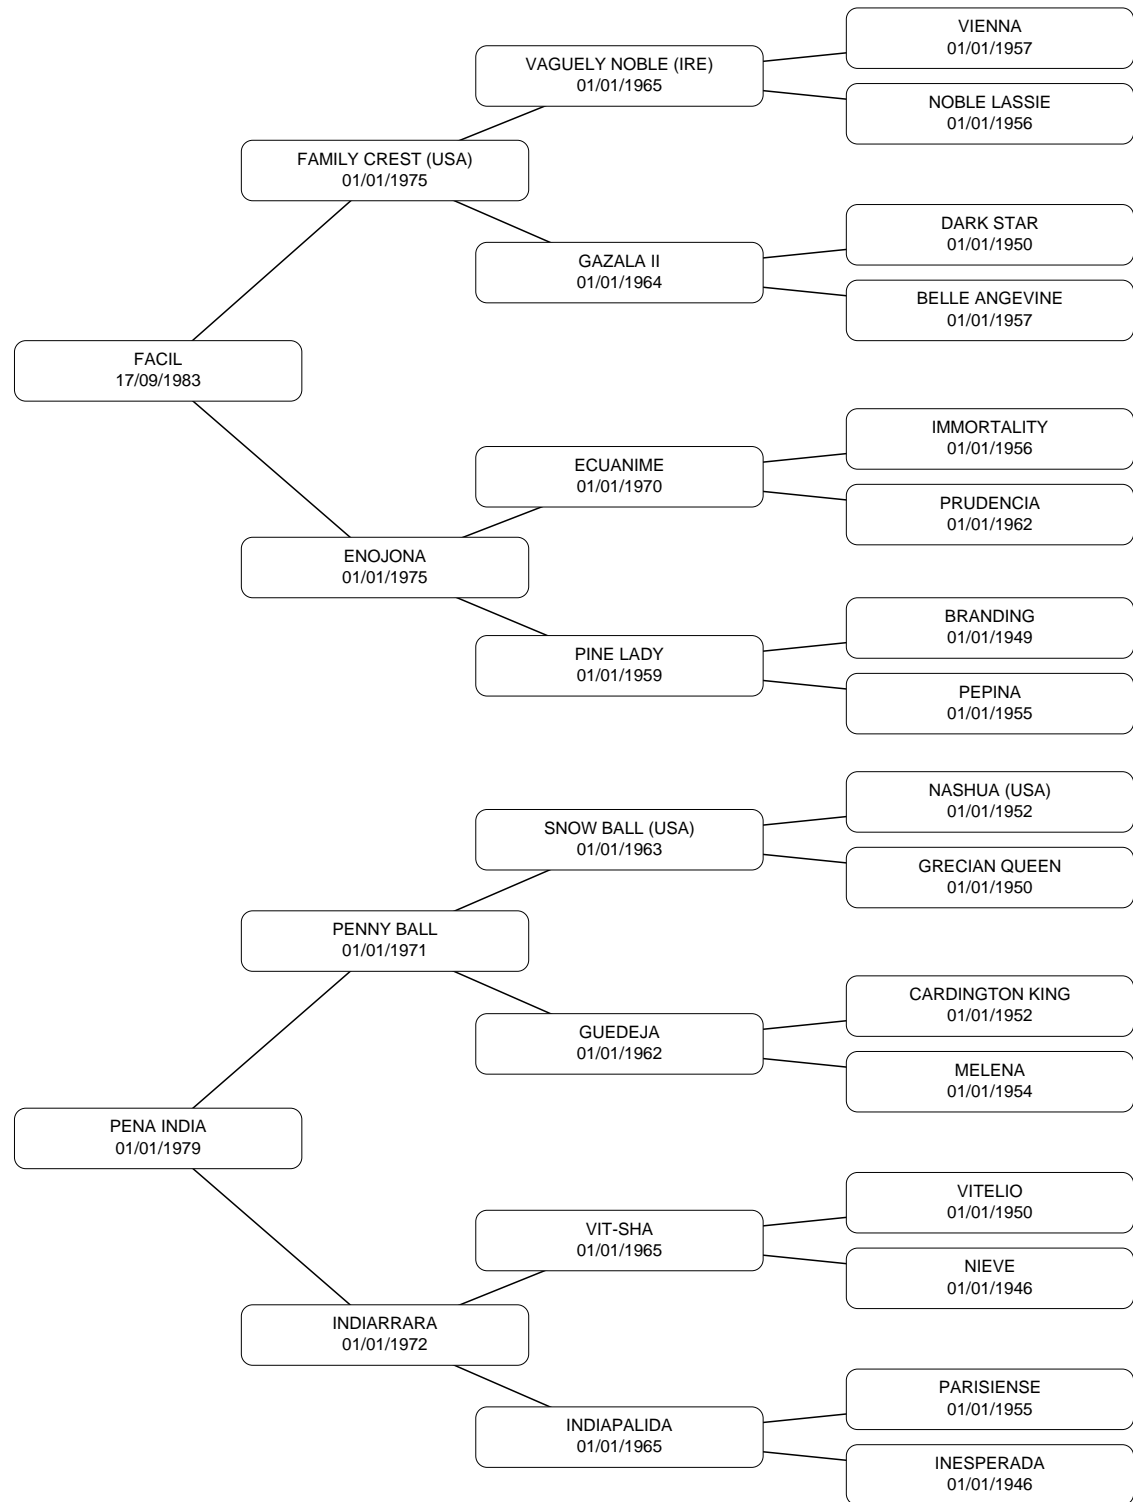 VIENNA
01/01/1957
VAGUELY NOBLE (IRE)
01/01/1965
NOBLE LASSIE
01/01/1956
FAMILY CREST (USA)
01/01/1975
DARK STAR
01/01/1950
GAZALA II
01/01/1964
BELLE ANGEVINE
01/01/1957
FACIL
17/09/1983
IMMORTALITY
01/01/1956
ECUANIME
01/01/1970
PRUDENCIA
01/01/1962
ENOJONA
01/01/1975
BRANDING
01/01/1949
PINE LADY
01/01/1959
PEPINA
01/01/1955
NASHUA (USA)
01/01/1952
SNOW BALL (USA)
01/01/1963
GRECIAN QUEEN
01/01/1950
PENNY BALL
01/01/1971
CARDINGTON KING
01/01/1952
GUEDEJA
01/01/1962
MELENA
01/01/1954
PENA INDIA
01/01/1979
VITELIO
01/01/1950
VIT-SHA
01/01/1965
NIEVE
01/01/1946
INDIARRARA
01/01/1972
PARISIENSE
01/01/1955
INDIAPALIDA
01/01/1965
INESPERADA
01/01/1946